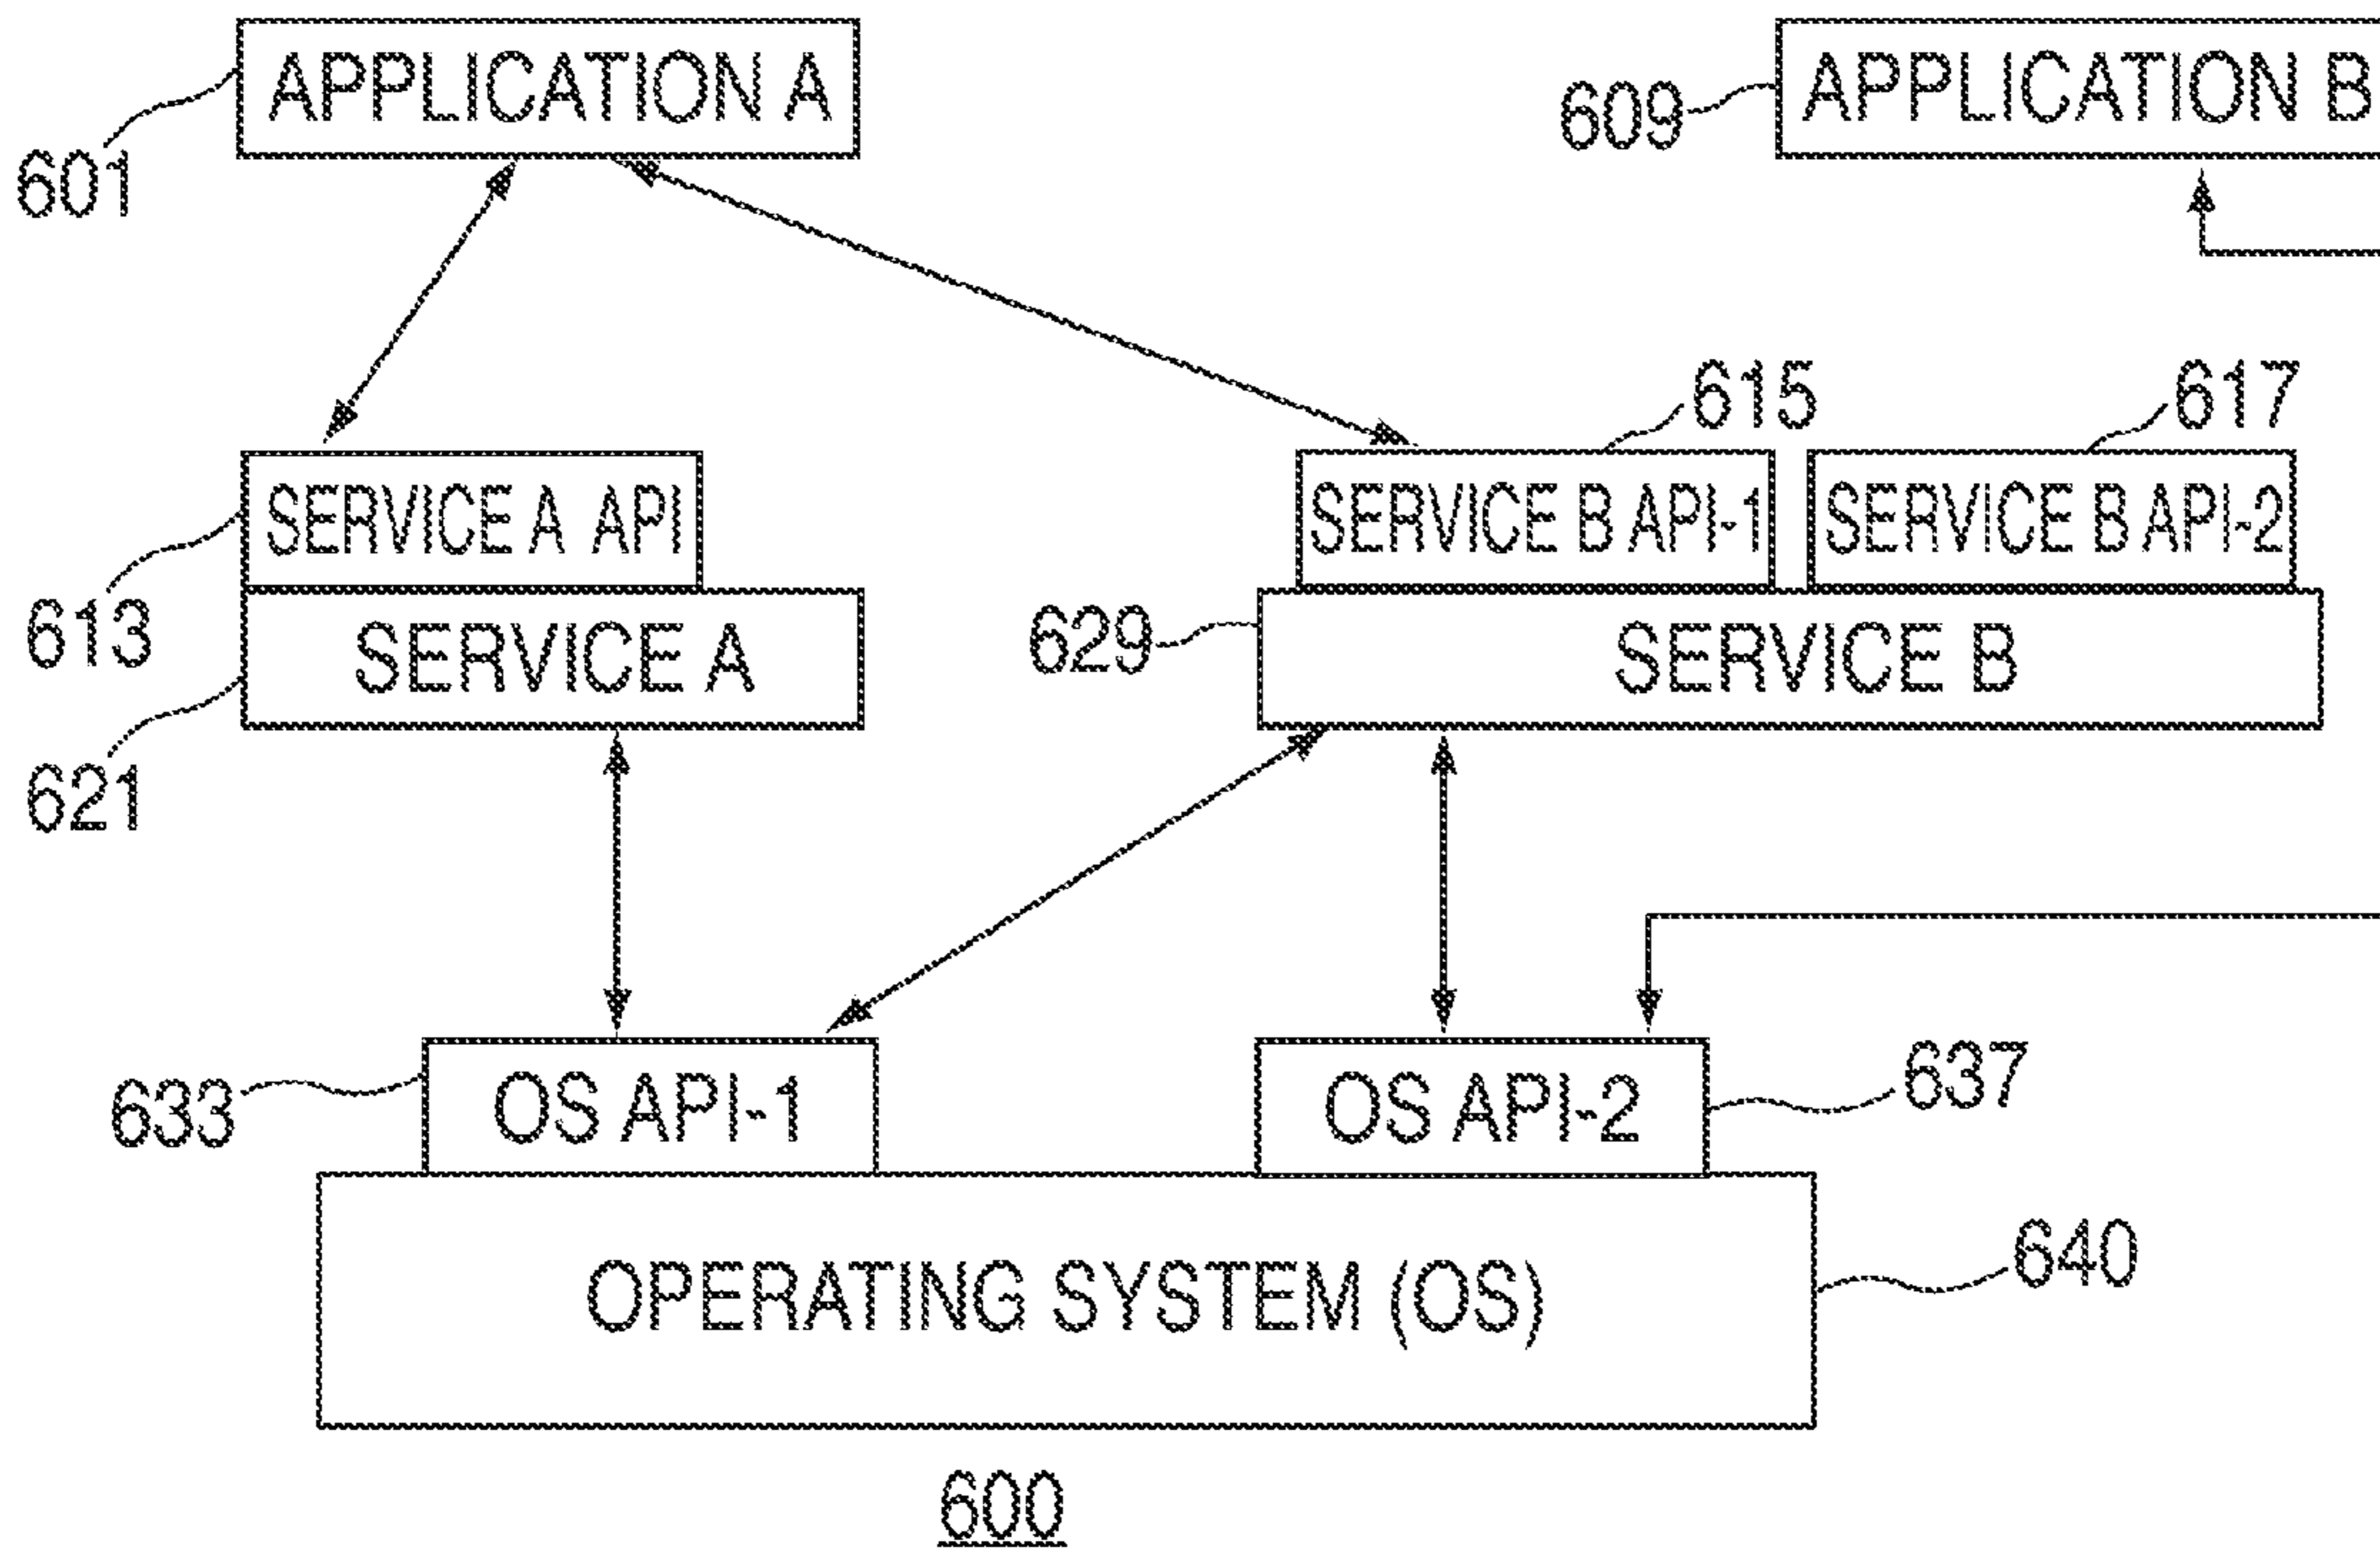 APPLICATION A
APPLICATION B
601
609
615
617
SERVICE A API
SERVICE B API-1
SERVICE B API-2
613
629
SERVICE A
SERVICE B
621
633
OS API-1
OS API-2
637
OPERATING SYSTEM (OS)
640
600